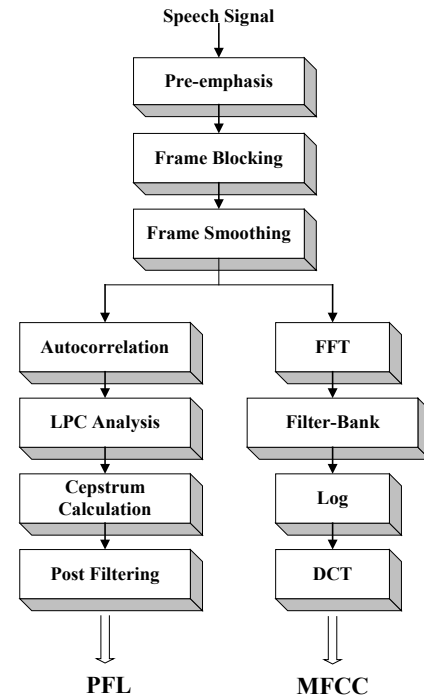 Speech Signal
Pre-emphasis
Frame Blocking
Frame Smoothing
Autocorrelation
LPC Analysis
Cepstrum
Calculation
Post Filtering
PFL
FFT
Filter-Bank
Log
DCT
MFCC